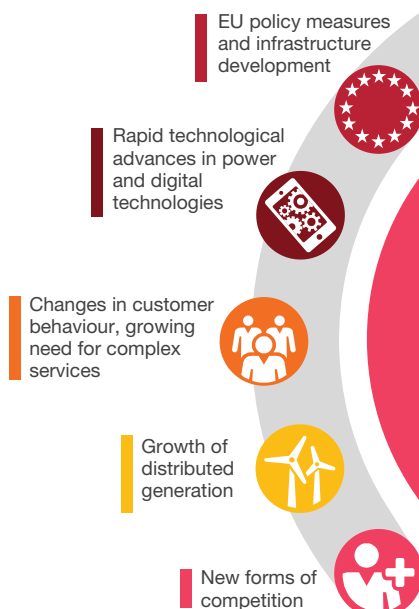 EU policy measures
and infrastructure
development
Rapid technological
advances in power
and digital
technologies
Changes in customer
behaviour, growing
need for complex
services
Growth of
distributed
generation
New forms of
competition